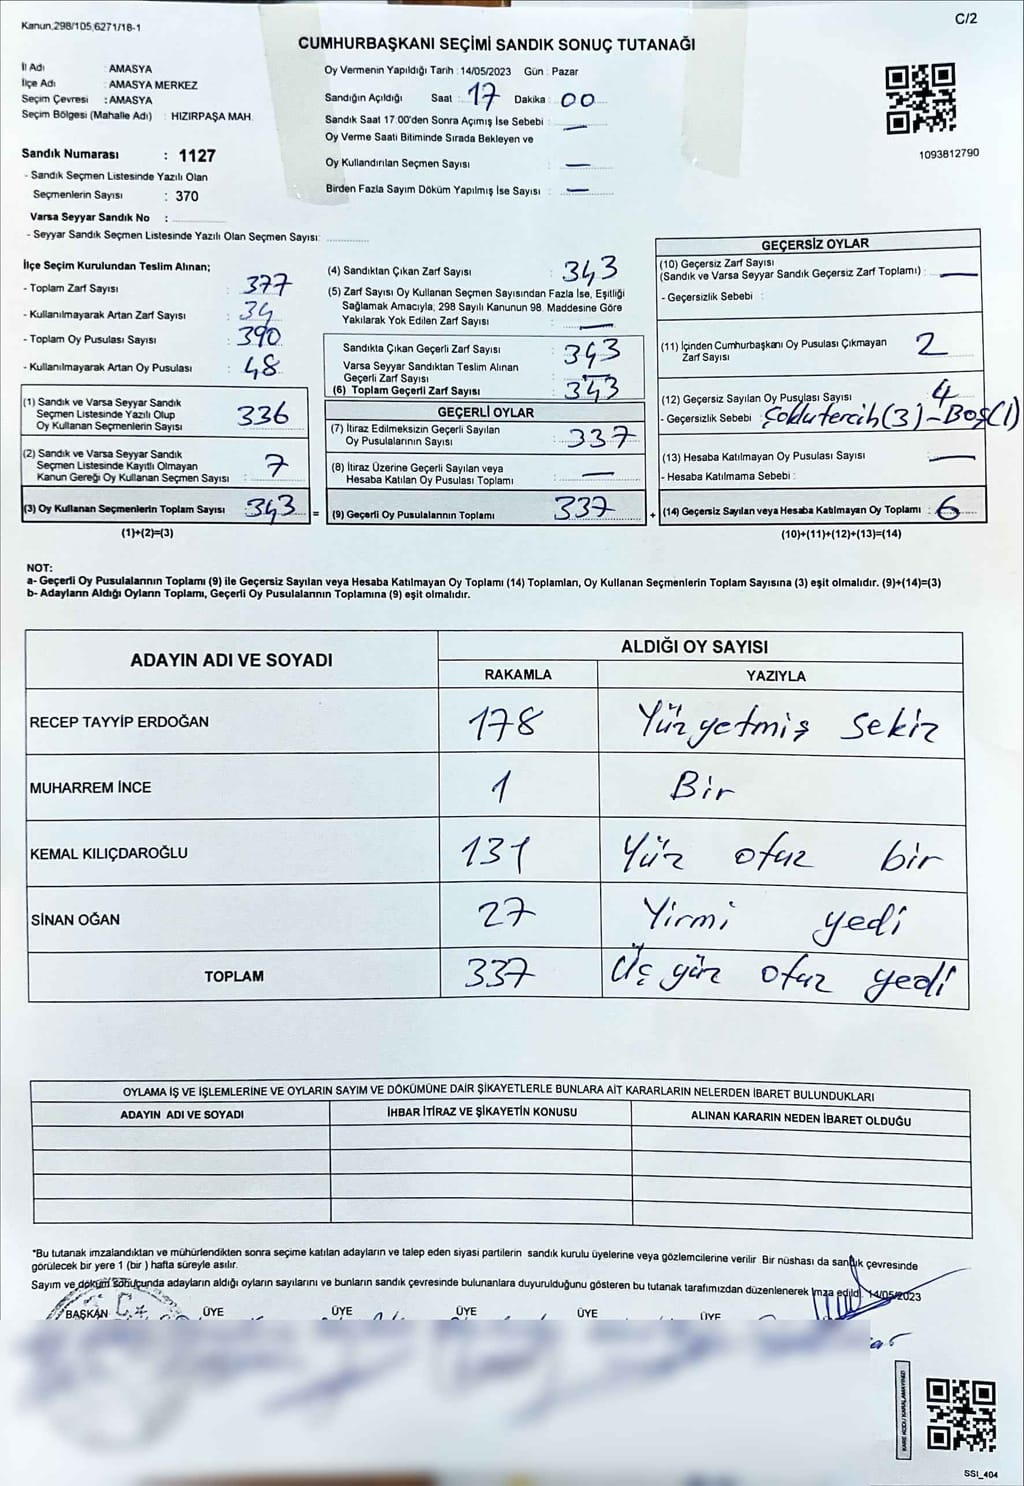 Kanun,298/105,6271/18-1
C/2
CUMHURBAŞKANI SEÇİMİ SANDIK SONUÇ TUTANAĞI
İl Adı : AMASYA
İlçe Adı : AMASYA MERKEZ
Seçim Çevresi : AMASYA
Seçim Bölgesi (Mahalle Adı) : HIZIRPAŞA MAH.
Sandık Numarası : 1127
- Sandık Seçmen Listesinde Yazılı Olan
Seçmenlerin Sayısı : 370
Varsa Seyyar Sandık No :
- Seyyar Sandık Seçmen Listesinde Yazılı Olan Seçmen Sayısı:
Oy Vermenin Yapıldığı Tarih : 14/05/2023 Gün : Pazar
Sandığın Açıldığı Saat : 17 Dakika : 00
Sandık Saat 17.00'den Sonra Açımış İse Sebebi : —
Oy Verme Saati Bitiminde Sırada Bekleyen ve
Oy Kullandırılan Seçmen Sayısı : —
Birden Fazla Sayım Döküm Yapılmış İse Sayısı : —
1093812790
İlçe Seçim Kurulundan Teslim Alınan;
- Toplam Zarf Sayısı : 377
- Kullanılmayarak Artan Zarf Sayısı : 34
- Toplam Oy Pusulası Sayısı : 390
- Kullanılmayarak Artan Oy Pusulası : 48
(1) Sandık ve Varsa Seyyar Sandık
Seçmen Listesinde Yazılı Olup
Oy Kullanan Seçmenlerin Sayısı : 336
(2) Sandık ve Varsa Seyyar Sandık
Seçmen Listesinde Kayıtlı Olmayan
Kanun Gereği Oy Kullanan Seçmen Sayısı : 7
(3) Oy Kullanan Seçmenlerin Toplam Sayısı : 343 =
(1)+(2)=(3)
(4) Sandıktan Çıkan Zarf Sayısı : 343
(5) Zarf Sayısı Oy Kullanan Seçmen Sayısından Fazla İse, Eşitliği
Sağlamak Amacıyla, 298 Sayılı Kanunun 98. Maddesine Göre
Yakılarak Yok Edilen Zarf Sayısı : —
Sandıkta Çıkan Geçerli Zarf Sayısı : 343
Varsa Seyyar Sandıktan Teslim Alınan
Geçerli Zarf Sayısı : —
(6) Toplam Geçerli Zarf Sayısı : 343
GEÇERLİ OYLAR
(7) İtiraz Edilmeksizin Geçerli Sayılan
Oy Pusulalarının Sayısı : 337
(8) İtiraz Üzerine Geçerli Sayılan veya
Hesaba Katılan Oy Pusulası Toplamı : —
(9) Geçerli Oy Pusulalarının Toplamı : 337 +
GEÇERSİZ OYLAR
(10) Geçersiz Zarf Sayısı
(Sandık ve Varsa Seyyar Sandık Geçersiz Zarf Toplamı) : —
- Geçersizlik Sebebi :
(11) İçinden Cumhurbaşkanı Oy Pusulası Çıkmayan
Zarf Sayısı : 2
(12) Geçersiz Sayılan Oy Pusulası Sayısı : 4
- Geçersizlik Sebebi : Çoklu tercih(3)-Boş(1)
(13) Hesaba Katılmayan Oy Pusulası Sayısı : —
- Hesaba Katılmama Sebebi :
(14) Geçersiz Sayılan veya Hesaba Katılmayan Oy Toplamı : 6
(10)+(11)+(12)+(13)=(14)
NOT:
a- Geçerli Oy Pusulalarının Toplamı (9) ile Geçersiz Sayılan veya Hesaba Katılmayan Oy Toplamı (14) Toplamları, Oy Kullanan Seçmenlerin Toplam Sayısına (3) eşit olmalıdır. (9)+(14)=(3)
b- Adayların Aldığı Oyların Toplamı, Geçerli Oy Pusulalarının Toplamına (9) eşit olmalıdır.
ADAYIN ADI VE SOYADI ALDIĞI OY SAYISI
RAKAMLA YAZIYLA
RECEP TAYYİP ERDOĞAN 178 Yüzyetmiş sekiz
MUHARREM İNCE 1 Bir
KEMAL KILIÇDAROĞLU 131 Yüz otuz bir
SİNAN OĞAN 27 Yirmi yedi
TOPLAM 337 Üç yüz otuz yedi
OYLAMA İŞ VE İŞLEMLERİNE VE OYLARIN SAYIM VE DÖKÜMÜNE DAİR ŞİKAYETLERLE BUNLARA AİT KARARLARIN NELERDEN İBARET BULUNDUKLARI
ADAYIN ADI VE SOYADI İHBAR İTİRAZ VE ŞİKAYETİN KONUSU ALINAN KARARIN NEDEN İBARET OLDUĞU
*Bu tutanak imzalandıktan ve mühürlendikten sonra seçime katılan adayların ve talep eden siyasi partilerin sandık kurulu üyelerine veya gözlemcilerine verilir. Bir nüshası da sandık çevresinde
görülecek bir yere 1 (bir) hafta süreyle asılır.
Sayım ve döküm sonucunda adayların aldığı oyların sayılarını ve bunların sandık çevresinde bulunanlara duyurulduğunu gösteren bu tutanak tarafımızdan düzenlenerek imza edildi. 14/05/2023
BAŞKAN ÜYE ÜYE ÜYE ÜYE ÜYE
KARE KODU KARALAMAYINIZ!
SSI_404